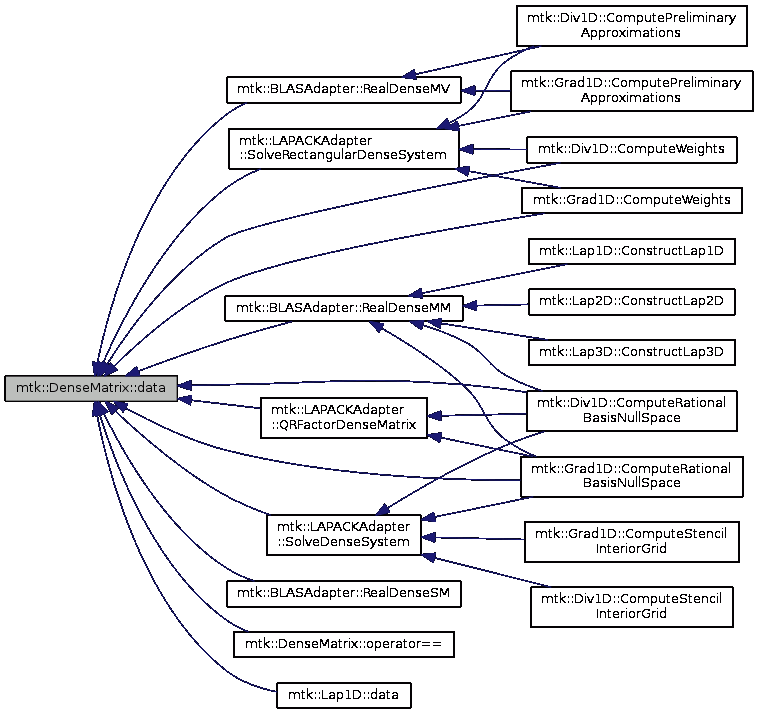 mtk::Div1D::ComputePreliminary
Approximations
mtk::BLASAdapter::RealDenseMV
mtk::Grad1D::ComputePreliminary
Approximations
mtk::LAPACKAdapter
::SolveRectangularDenseSystem
mtk::Div1D::ComputeWeights
mtk::Grad1D::ComputeWeights
mtk::Lap1D::ConstructLap1D
mtk::BLASAdapter::RealDenseMM
mtk::Lap2D::ConstructLap2D
mtk::Lap3D::ConstructLap3D
mtk::DenseMatrix::data
mtk::Div1D::ComputeRational
BasisNullSpace
mtk::LAPACKAdapter
::QRFactorDenseMatrix
mtk::Grad1D::ComputeRational
BasisNullSpace
mtk::LAPACKAdapter
::SolveDenseSystem
mtk::Grad1D::ComputeStencil
InteriorGrid
mtk::BLASAdapter::RealDenseSM
mtk::Div1D::ComputeStencil
InteriorGrid
mtk::DenseMatrix::operator==
mtk::Lap1D::data